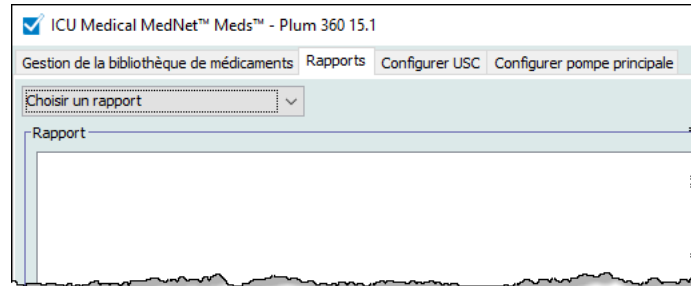 ICU Medical MedNet™ Meds™ - Plum 360 15.1
Gestion de la bibliothèque de médicaments Rapports Configurer USC Configurer pompe principale
Choisir un rapport
Rapport